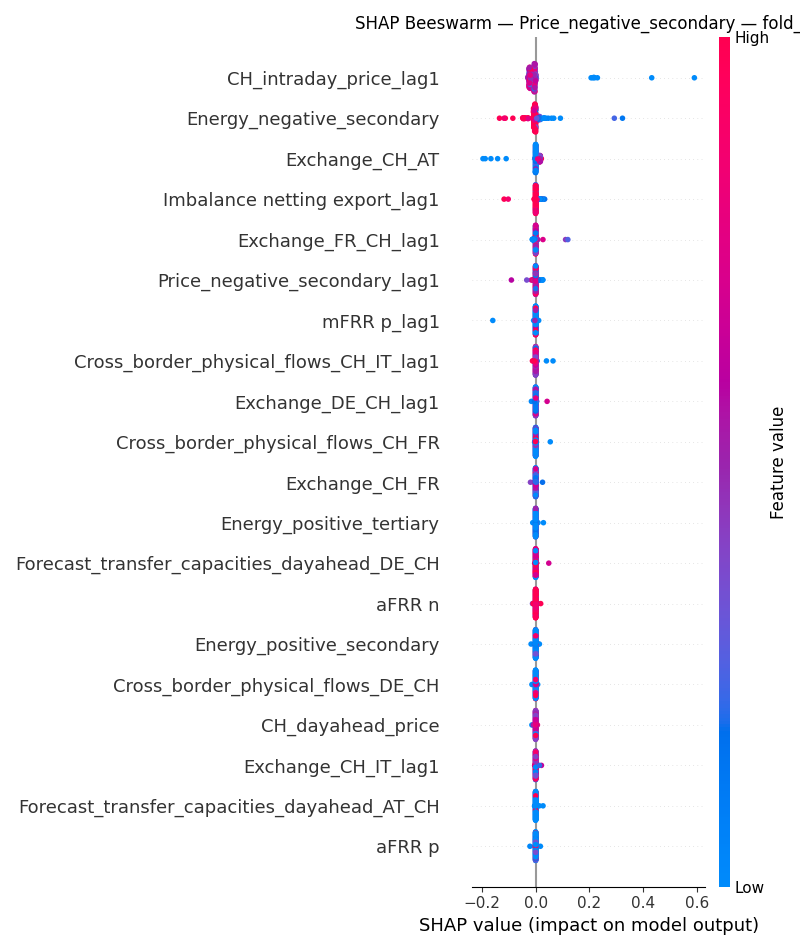 SHAP Beeswarm — Price_negative_secondary — fold_
High
CH_intraday_price_lag1
Energy_negative_secondary
Exchange_CH_AT
Imbalance netting export_lag1
Exchange_FR_CH_lag1
Price_negative_secondary_lag1
mFRR p_lag1
Cross_border_physical_flows_CH_IT_lag1
Exchange_DE_CH_lag1
Cross_border_physical_flows_CH_FR
Exchange_CH_FR
Energy_positive_tertiary
Forecast_transfer_capacities_dayahead_DE_CH
aFRR n
Energy_positive_secondary
Cross_border_physical_flows_DE_CH
CH_dayahead_price
Exchange_CH_IT_lag1
Forecast_transfer_capacities_dayahead_AT_CH
aFRR p
Feature value
Low
−0.2 0.0 0.2 0.4 0.6
SHAP value (impact on model output)